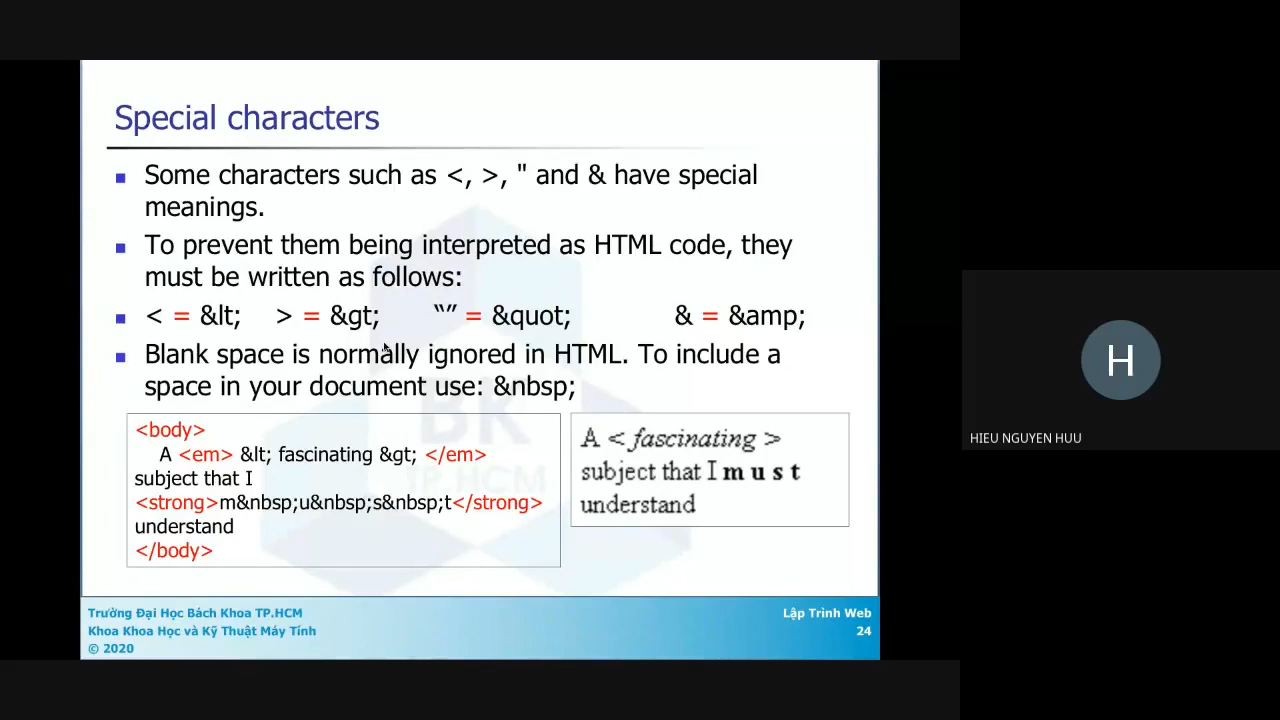 Special characters
Some characters such as <, >, " and & have special
meanings.
To prevent them being interpreted as HTML code, they
must be written as follows:
< = &lt; > = &gt; “” = &quot; & = &amp;
Blank space is normally ignored in HTML. To include a
space in your document use: &nbsp;
<body>
A <em> &lt; fascinating &gt; </em>
subject that I
<strong>m&nbsp;u&nbsp;s&nbsp;t</strong>
understand
</body>
A < fascinating >
subject that I m u s t
understand
BK
TP.HCM
Trường Đại Học Bách Khoa TP.HCM
Khoa Khoa Học và Kỹ Thuật Máy Tính
© 2020
Lập Trình Web
24
H
HIEU NGUYEN HUU